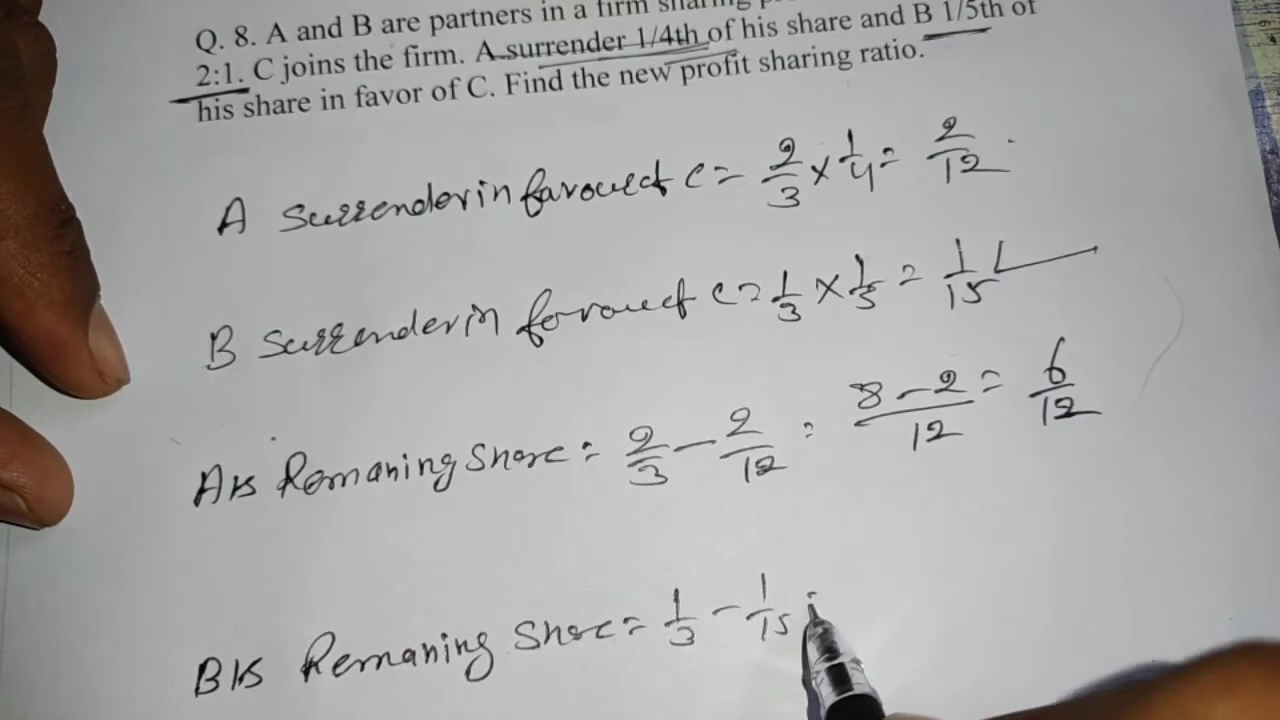 Q. 8. A and B are partners in a firm sharing
2:1. C joins the firm. A surrender 1/4th of his share and B 1/5th of
his share in favor of C. Find the new profit sharing ratio.
A Surrender in favour of C = 2/3 × 1/4 = 2/12
B Surrender in favour of C = 1/3 × 1/5 = 1/15
A's Remaning Share = 2/3 - 2/12 = 8-2/12 = 6/12
B's Remaning Share = 1/3 - 1/15 =